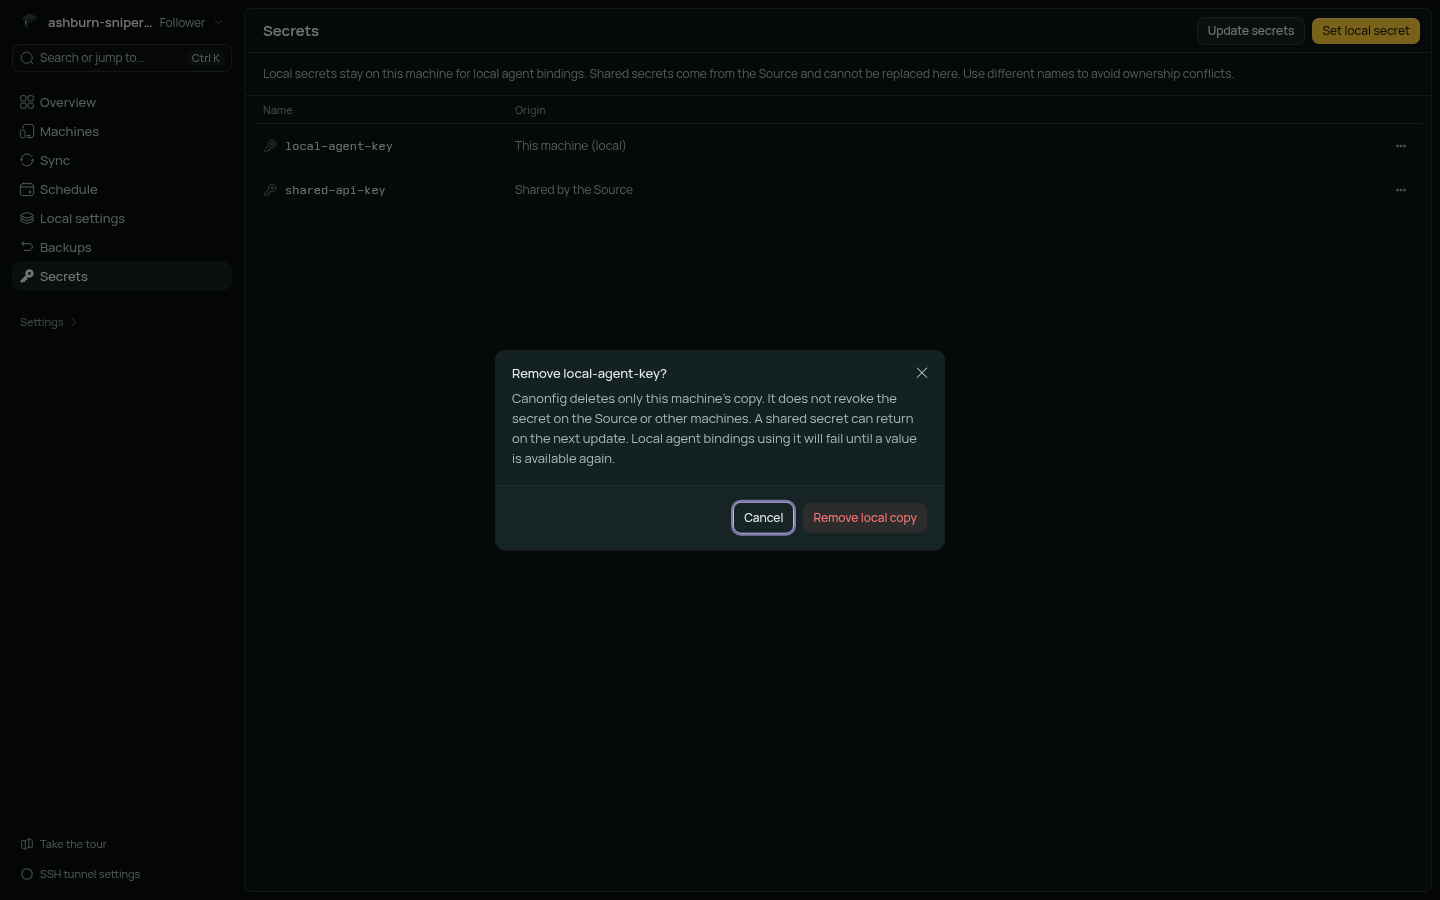 ashburn-sniper... Follower
Search or jump to... Ctrl K
Overview
Machines
Sync
Schedule
Local settings
Backups
Secrets
Settings
Take the tour
SSH tunnel settings
Secrets
Update secrets
Set local secret
Local secrets stay on this machine for local agent bindings. Shared secrets come from the Source and cannot be replaced here. Use different names to avoid ownership conflicts.
Name Origin
local-agent-key This machine (local)
shared-api-key Shared by the Source
Remove local-agent-key?
Canonfig deletes only this machine's copy. It does not revoke the
secret on the Source or other machines. A shared secret can return
on the next update. Local agent bindings using it will fail until a value
is available again.
Cancel
Remove local copy